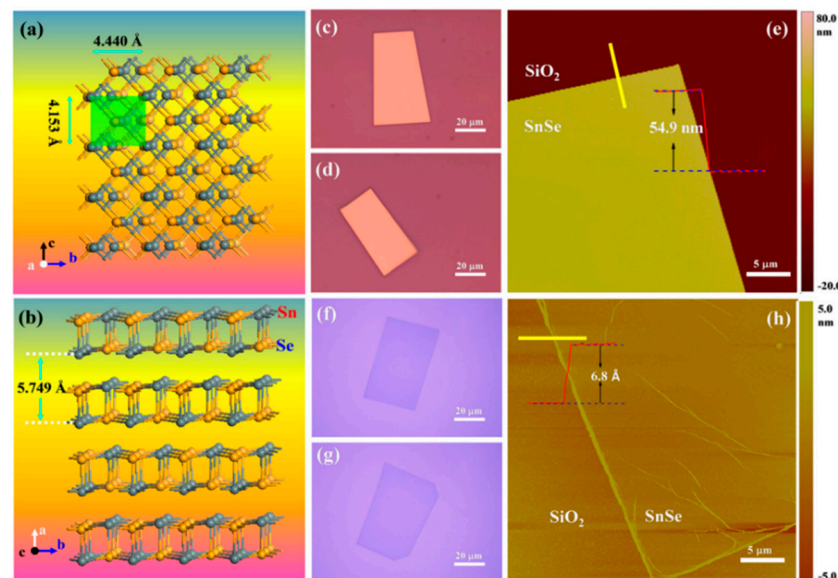 (a)
4.440 Å
4.153 Å
c
a
b
(b)
Sn
Se
5.749 Å
a
c
b
(c)
20 µm
(d)
20 µm
(e)
SiO₂
SnSe
54.9 nm
5 µm
80.0
nm
-20.0
(f)
20 µm
(g)
20 µm
(h)
6.8 Å
SiO₂
SnSe
5 µm
5.0
nm
-5.0